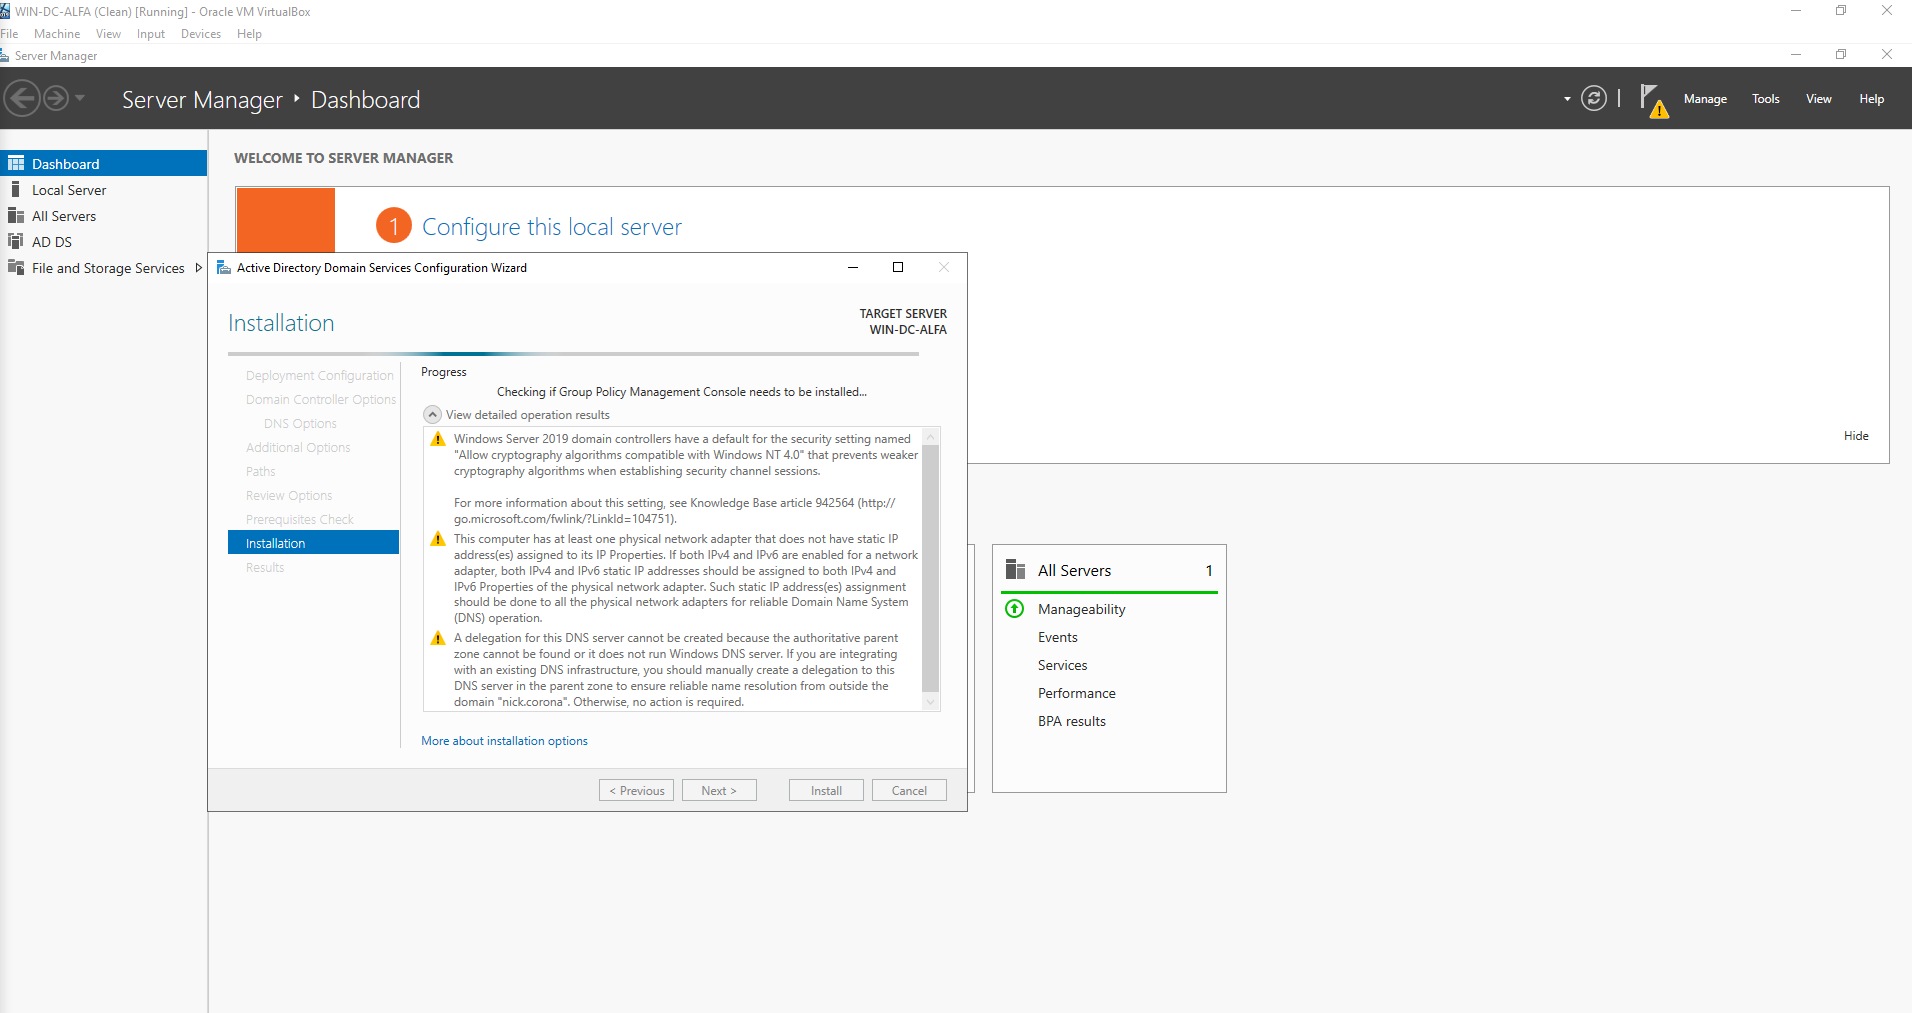 WIN-DC-ALFA (Clean) [Running] - Oracle VM VirtualBox
File Machine View Input Devices Help
Server Manager
Server Manager ‣ Dashboard
Manage Tools View Help
Dashboard
Local Server
All Servers
AD DS
File and Storage Services
WELCOME TO SERVER MANAGER
1 Configure this local server
Hide
Active Directory Domain Services Configuration Wizard
Installation
TARGET SERVER
WIN-DC-ALFA
Deployment Configuration
Domain Controller Options
DNS Options
Additional Options
Paths
Review Options
Prerequisites Check
Installation
Results
Progress
Checking if Group Policy Management Console needs to be installed...
View detailed operation results
Windows Server 2019 domain controllers have a default for the security setting named
"Allow cryptography algorithms compatible with Windows NT 4.0" that prevents weaker
cryptography algorithms when establishing security channel sessions.
For more information about this setting, see Knowledge Base article 942564 (http://
go.microsoft.com/fwlink/?LinkId=104751).
This computer has at least one physical network adapter that does not have static IP
address(es) assigned to its IP Properties. If both IPv4 and IPv6 are enabled for a network
adapter, both IPv4 and IPv6 static IP addresses should be assigned to both IPv4 and
IPv6 Properties of the physical network adapter. Such static IP address(es) assignment
should be done to all the physical network adapters for reliable Domain Name System
(DNS) operation.
A delegation for this DNS server cannot be created because the authoritative parent
zone cannot be found or it does not run Windows DNS server. If you are integrating
with an existing DNS infrastructure, you should manually create a delegation to this
DNS server in the parent zone to ensure reliable name resolution from outside the
domain "nick.corona". Otherwise, no action is required.
More about installation options
< Previous Next > Install Cancel
All Servers 1
Manageability
Events
Services
Performance
BPA results